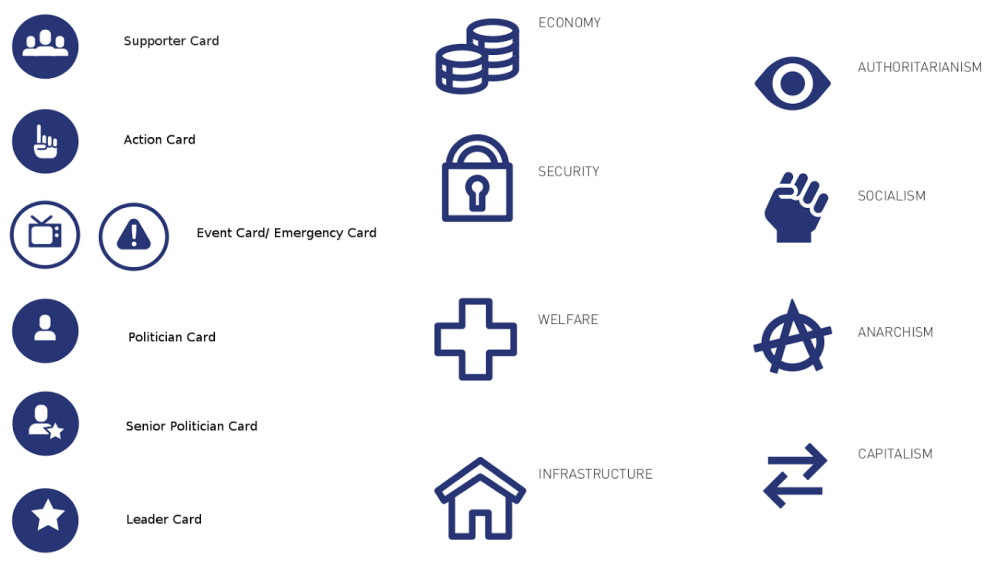 Supporter Card
Action Card
Event Card/ Emergency Card
Politician Card
Senior Politician Card
Leader Card
ECONOMY
SECURITY
WELFARE
INFRASTRUCTURE
AUTHORITARIANISM
SOCIALISM
ANARCHISM
CAPITALISM